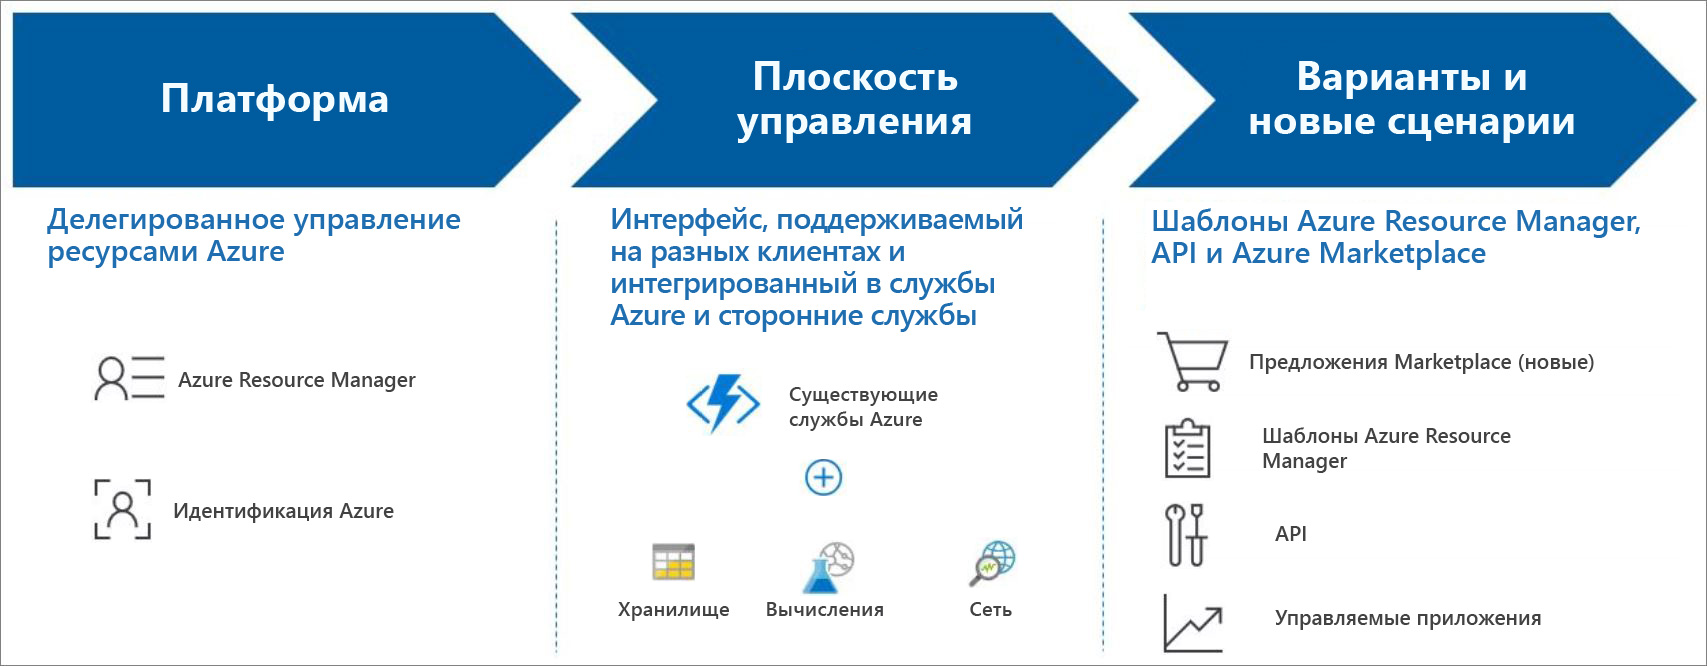 Платформа
Плоскость
управления
Варианты и
новые сценарии
Делегированное управление
ресурсами Azure
Azure Resource Manager
Идентификация Azure
Интерфейс, поддерживаемый
на разных клиентах и
интегрированный в службы
Azure и сторонние службы
Существующие
службы Azure
Хранилище
Вычисления
Сеть
Шаблоны Azure Resource Manager,
API и Azure Marketplace
Предложения Marketplace (новые)
Шаблоны Azure Resource
Manager
API
Управляемые приложения